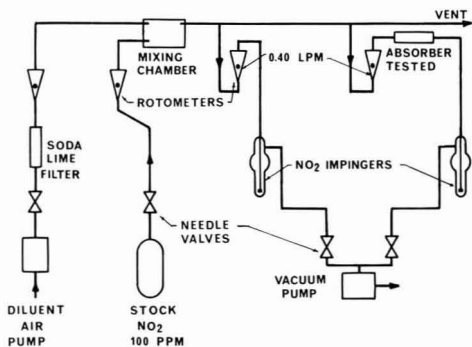 VENT
MIXING
CHAMBER
0.40 LPM
ABSORBER
TESTED
ROTOMETERS
SODA
LIME
FILTER
NO2 IMPINGERS
NEEDLE
VALVES
VACUUM
PUMP
DILUENT
AIR
PUMP
STOCK
NO2
100 PPM